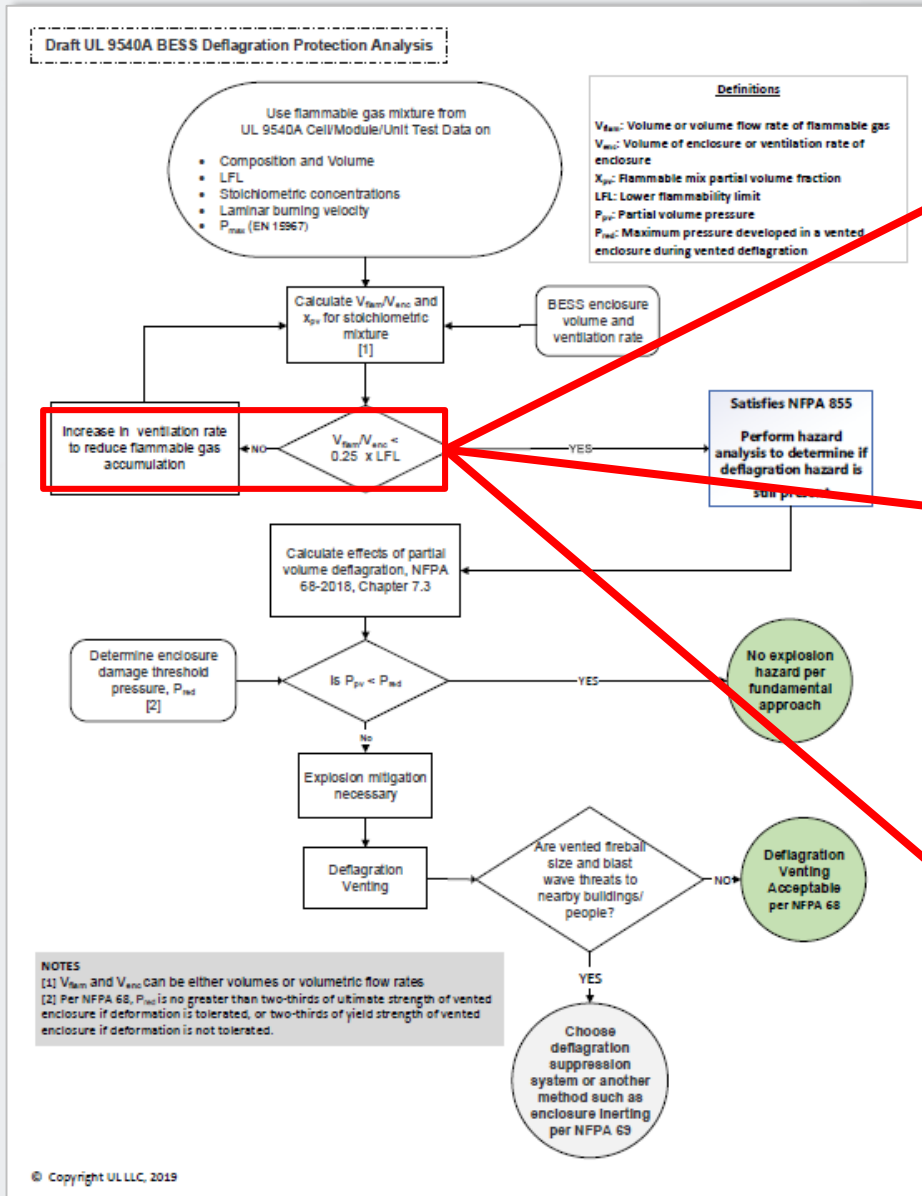 Draft UL 9540A BESS Deflagration Protection Analysis
Use flammable gas mixture from
UL 9540A Cell/Module/Unit Test Data on
• Composition and Volume
• LFL
• Stoichiometric concentrations
• Laminar burning velocity
• Pmax (EN 15967)
Definitions
Vflam: Volume or volume flow rate of flammable gas
Venc: Volume of enclosure or ventilation rate of
enclosure
Xpv: Flammable mix partial volume fraction
LFL: Lower flammability limit
Ppv: Partial volume pressure
Pred: Maximum pressure developed in a vented
enclosure during vented deflagration
Calculate Vflam/Venc and
xpv for stoichometric
mixture
[1]
BESS enclosure
volume and
ventilation rate
Increase in ventilation rate
to reduce flammable gas
accumulation
NO
Vflam/Venc <
0.25 x LFL
YES
Satisfies NFPA 855
Perform hazard
analysis to determine if
deflagration hazard is
still present
Calculate effects of partial
volume deflagration, NFPA
68-2018, Chapter 7.3
Determine enclosure
damage threshold
pressure, Pred
[2]
Is Ppv < Pred
YES
No explosion
hazard per
fundamental
approach
No
Explosion mitigation
necessary
Deflagration
Venting
Are vented fireball
size and blast
wave threats to
nearby buildings/
people?
NO
Deflagration
Venting
Acceptable
per NFPA 68
YES
Choose
deflagration
suppression
system or another
method such as
enclosure inerting
per NFPA 69
NOTES
[1] Vflam and Venc can be either volumes or volumetric flow rates
[2] Per NFPA 68, Pred is no greater than two-thirds of ultimate strength of vented
enclosure if deformation is tolerated, or two-thirds of yield strength of vented
enclosure if deformation is not tolerated.
© Copyright UL LLC, 2019